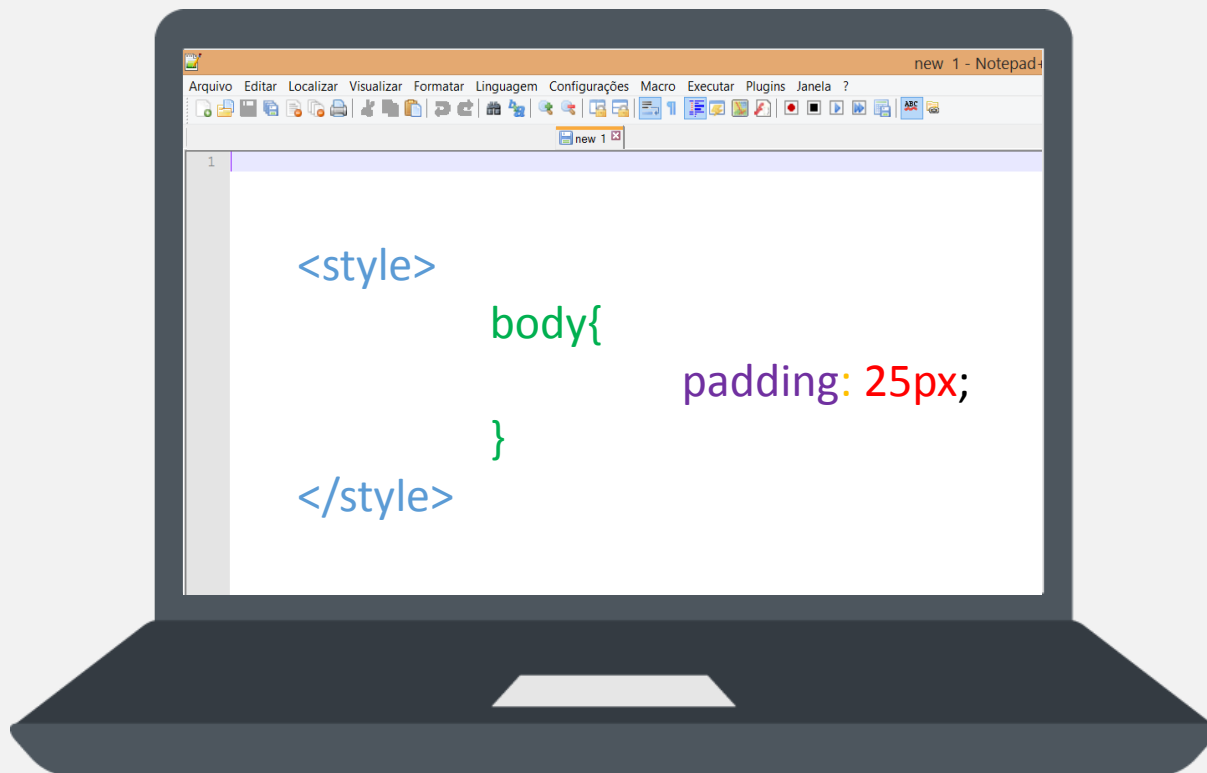 new 1 - Notepad+
Arquivo Editar Localizar Visualizar Formatar Linguagem Configurações Macro Executar Plugins Janela ?
ABC
new 1
1
<style>
body{
padding: 25px;
}
</style>